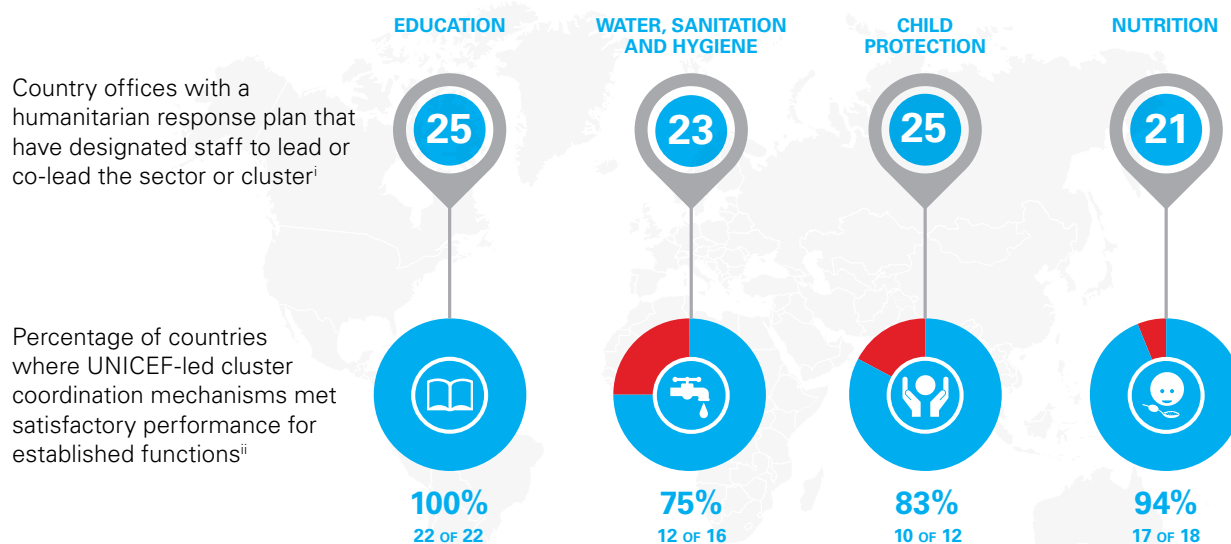 EDUCATION
WATER, SANITATION
AND HYGIENE
CHILD
PROTECTION
NUTRITION
Country offices with a
humanitarian response plan that
have designated staff to lead or
co-lead the sector or clusterⁱ
25
23
25
21
Percentage of countries
where UNICEF-led cluster
coordination mechanisms met
satisfactory performance for
established functionsⁱⁱ
100%
22 OF 22
75%
12 OF 16
83%
10 OF 12
94%
17 OF 18